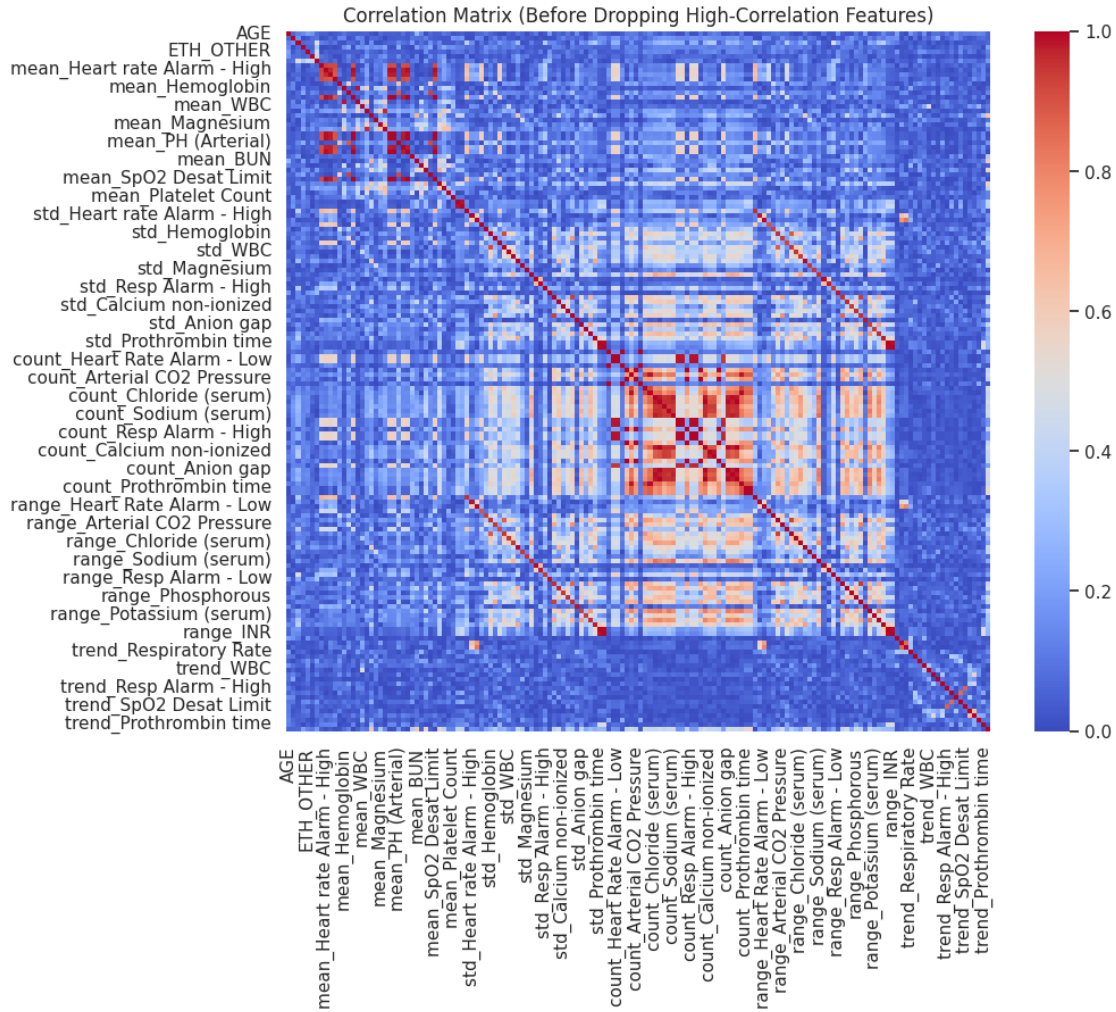 Correlation Matrix (Before Dropping High-Correlation Features)
AGE
ETH_OTHER
mean_Heart rate Alarm - High
mean_Hemoglobin
mean_WBC
mean_Magnesium
mean_PH (Arterial)
mean_BUN
mean_SpO2 Desat Limit
mean_Platelet Count
std_Heart rate Alarm - High
std_Hemoglobin
std_WBC
std_Magnesium
std_Resp Alarm - High
std_Calcium non-ionized
std_Anion gap
std_Prothrombin time
count_Heart Rate Alarm - Low
count_Arterial CO2 Pressure
count_Chloride (serum)
count_Sodium (serum)
count_Resp Alarm - High
count_Calcium non-ionized
count_Anion gap
count_Prothrombin time
range_Heart Rate Alarm - Low
range_Arterial CO2 Pressure
range_Chloride (serum)
range_Sodium (serum)
range_Resp Alarm - Low
range_Phosphorous
range_Potassium (serum)
range_INR
trend_Respiratory Rate
trend_WBC
trend_Resp Alarm - High
trend_SpO2 Desat Limit
trend_Prothrombin time
AGE
ETH_OTHER
mean_Heart rate Alarm - High
mean_Hemoglobin
mean_WBC
mean_Magnesium
mean_PH (Arterial)
mean_BUN
mean_SpO2 Desat Limit
mean_Platelet Count
std_Heart rate Alarm - High
std_Hemoglobin
std_WBC
std_Magnesium
std_Resp Alarm - High
std_Calcium non-ionized
std_Anion gap
std_Prothrombin time
count_Heart Rate Alarm - Low
count_Arterial CO2 Pressure
count_Chloride (serum)
count_Sodium (serum)
count_Resp Alarm - High
count_Calcium non-ionized
count_Anion gap
count_Prothrombin time
range_Heart Rate Alarm - Low
range_Arterial CO2 Pressure
range_Chloride (serum)
range_Sodium (serum)
range_Resp Alarm - Low
range_Phosphorous
range_Potassium (serum)
range_INR
trend_Respiratory Rate
trend_WBC
trend_Resp Alarm - High
trend_SpO2 Desat Limit
trend_Prothrombin time
1.0
0.8
0.6
0.4
0.2
0.0